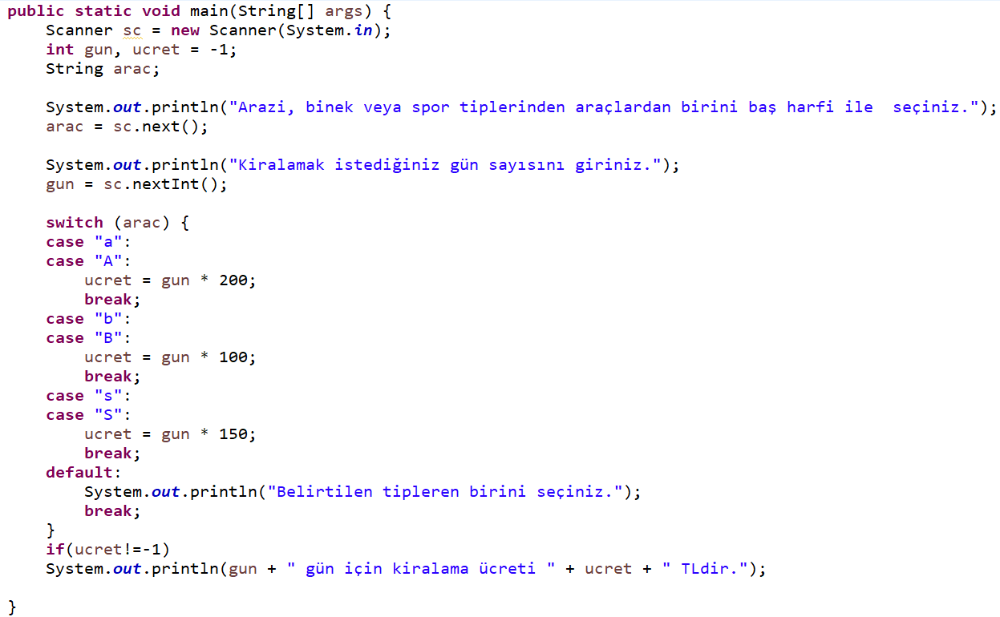 public static void main(String[] args) {
    Scanner sc = new Scanner(System.in);
    int gun, ucret = -1;
    String arac;

    System.out.println("Arazi, binek veya spor tiplerinden araçlardan birini baş harfi ile  seçiniz.");
    arac = sc.next();

    System.out.println("Kiralamak istediğiniz gün sayısını giriniz.");
    gun = sc.nextInt();

    switch (arac) {
    case "a":
    case "A":
        ucret = gun * 200;
        break;
    case "b":
    case "B":
        ucret = gun * 100;
        break;
    case "s":
    case "S":
        ucret = gun * 150;
        break;
    default:
        System.out.println("Belirtilen tipleren birini seçiniz.");
        break;
    }
    if(ucret!=-1)
    System.out.println(gun + " gün için kiralama ücreti " + ucret + " TLdir.");

}